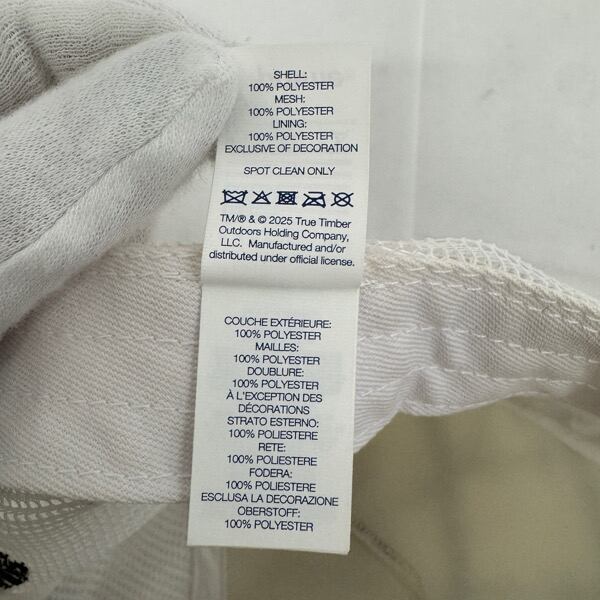 SHELL:
100% POLYESTER
MESH:
100% POLYESTER
LINING:
100% POLYESTER
EXCLUSIVE OF DECORATION
SPOT CLEAN ONLY
TM/® & © 2025 True Timber
Outdoors Holding Company,
LLC. Manufactured and/or
distributed under official license.
COUCHE EXTÉRIEURE:
100% POLYESTER
MAILLES:
100% POLYESTER
DOUBLURE:
100% POLYESTER
À L'EXCEPTION DES
DÉCORATIONS
STRATO ESTERNO:
100% POLIESTERE
RETE:
100% POLIESTERE
FODERA:
100% POLIESTERE
ESCLUSA LA DECORAZIONE
OBERSTOFF:
100% POLYESTER